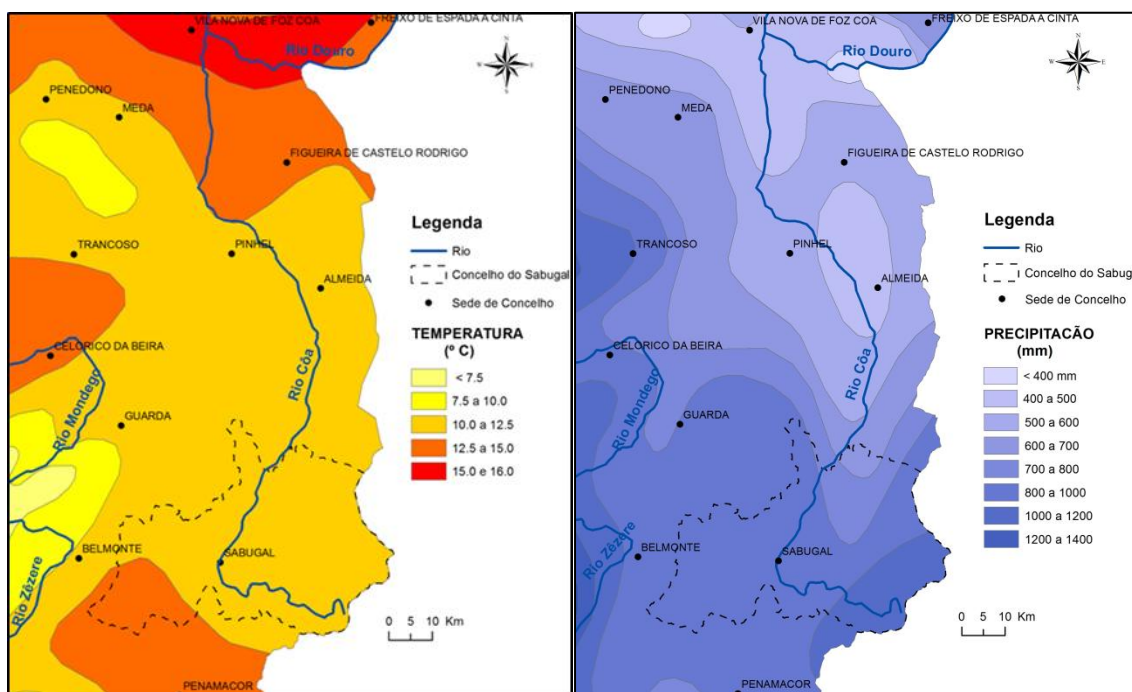 VILA NOVA DE FOZ COA
FREIXO DE ESPADA A CINTA
Rio Douro
N
W E
S
PENEDONO
MEDA
FIGUEIRA DE CASTELO RODRIGO
Legenda
Rio
Concelho do Sabugal
Sede de Concelho
TRANCOSO
PINHEL
ALMEIDA
TEMPERATURA
(º C)
< 7.5
7.5 a 10.0
10.0 a 12.5
12.5 a 15.0
15.0 e 16.0
CELORICO DA BEIRA
Rio Côa
Rio Mondego
GUARDA
BELMONTE
SABUGAL
Rio Zêzere
0 5 10 Km
PENAMACOR
VILA NOVA DE FOZ COA
FREIXO DE ESPADA A CINTA
Rio Douro
N
W E
S
PENEDONO
MEDA
FIGUEIRA DE CASTELO RODRIGO
Legenda
Rio
Concelho do Sabug
Sede de Concelho
TRANCOSO
PINHEL
ALMEIDA
PRECIPITACÃO
(mm)
< 400 mm
400 a 500
500 a 600
600 a 700
700 a 800
800 a 1000
1000 a 1200
1200 a 1400
CELORICO DA BEIRA
Rio Côa
Rio Mondego
GUARDA
BELMONTE
SABUGAL
Rio Zêzere
0 5 10 Km
PENAMACOR